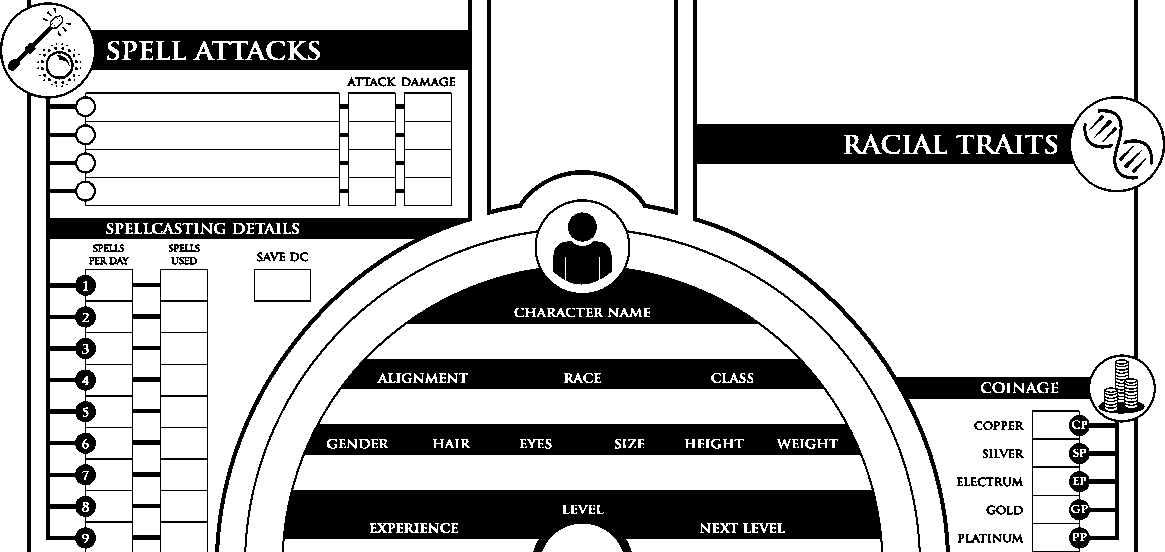 SPELL ATTACKS
ATTACK DAMAGE
SPELLCASTING DETAILS
SPELLS PER DAY
SPELLS USED
SAVE DC
1
2
3
4
5
6
7
8
9
CHARACTER NAME
ALIGNMENT RACE CLASS
GENDER HAIR EYES SIZE HEIGHT WEIGHT
LEVEL
EXPERIENCE NEXT LEVEL
RACIAL TRAITS
COINAGE
COPPER CP
SILVER SP
ELECTRUM EP
GOLD GP
PLATINUM PP